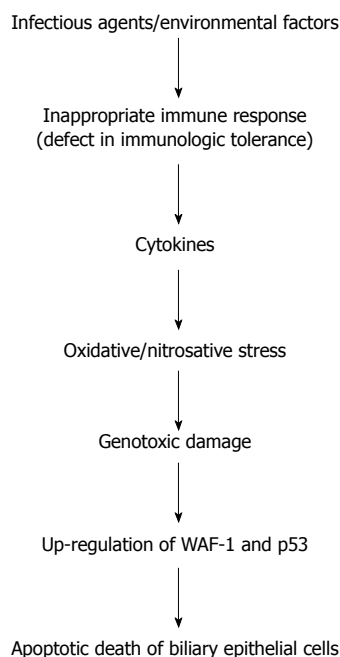 Infectious agents/environmental factors
Inappropriate immune response
(defect in immunologic tolerance)
Cytokines
Oxidative/nitrosative stress
Genotoxic damage
Up-regulation of WAF-1 and p53
Apoptotic death of biliary epithelial cells